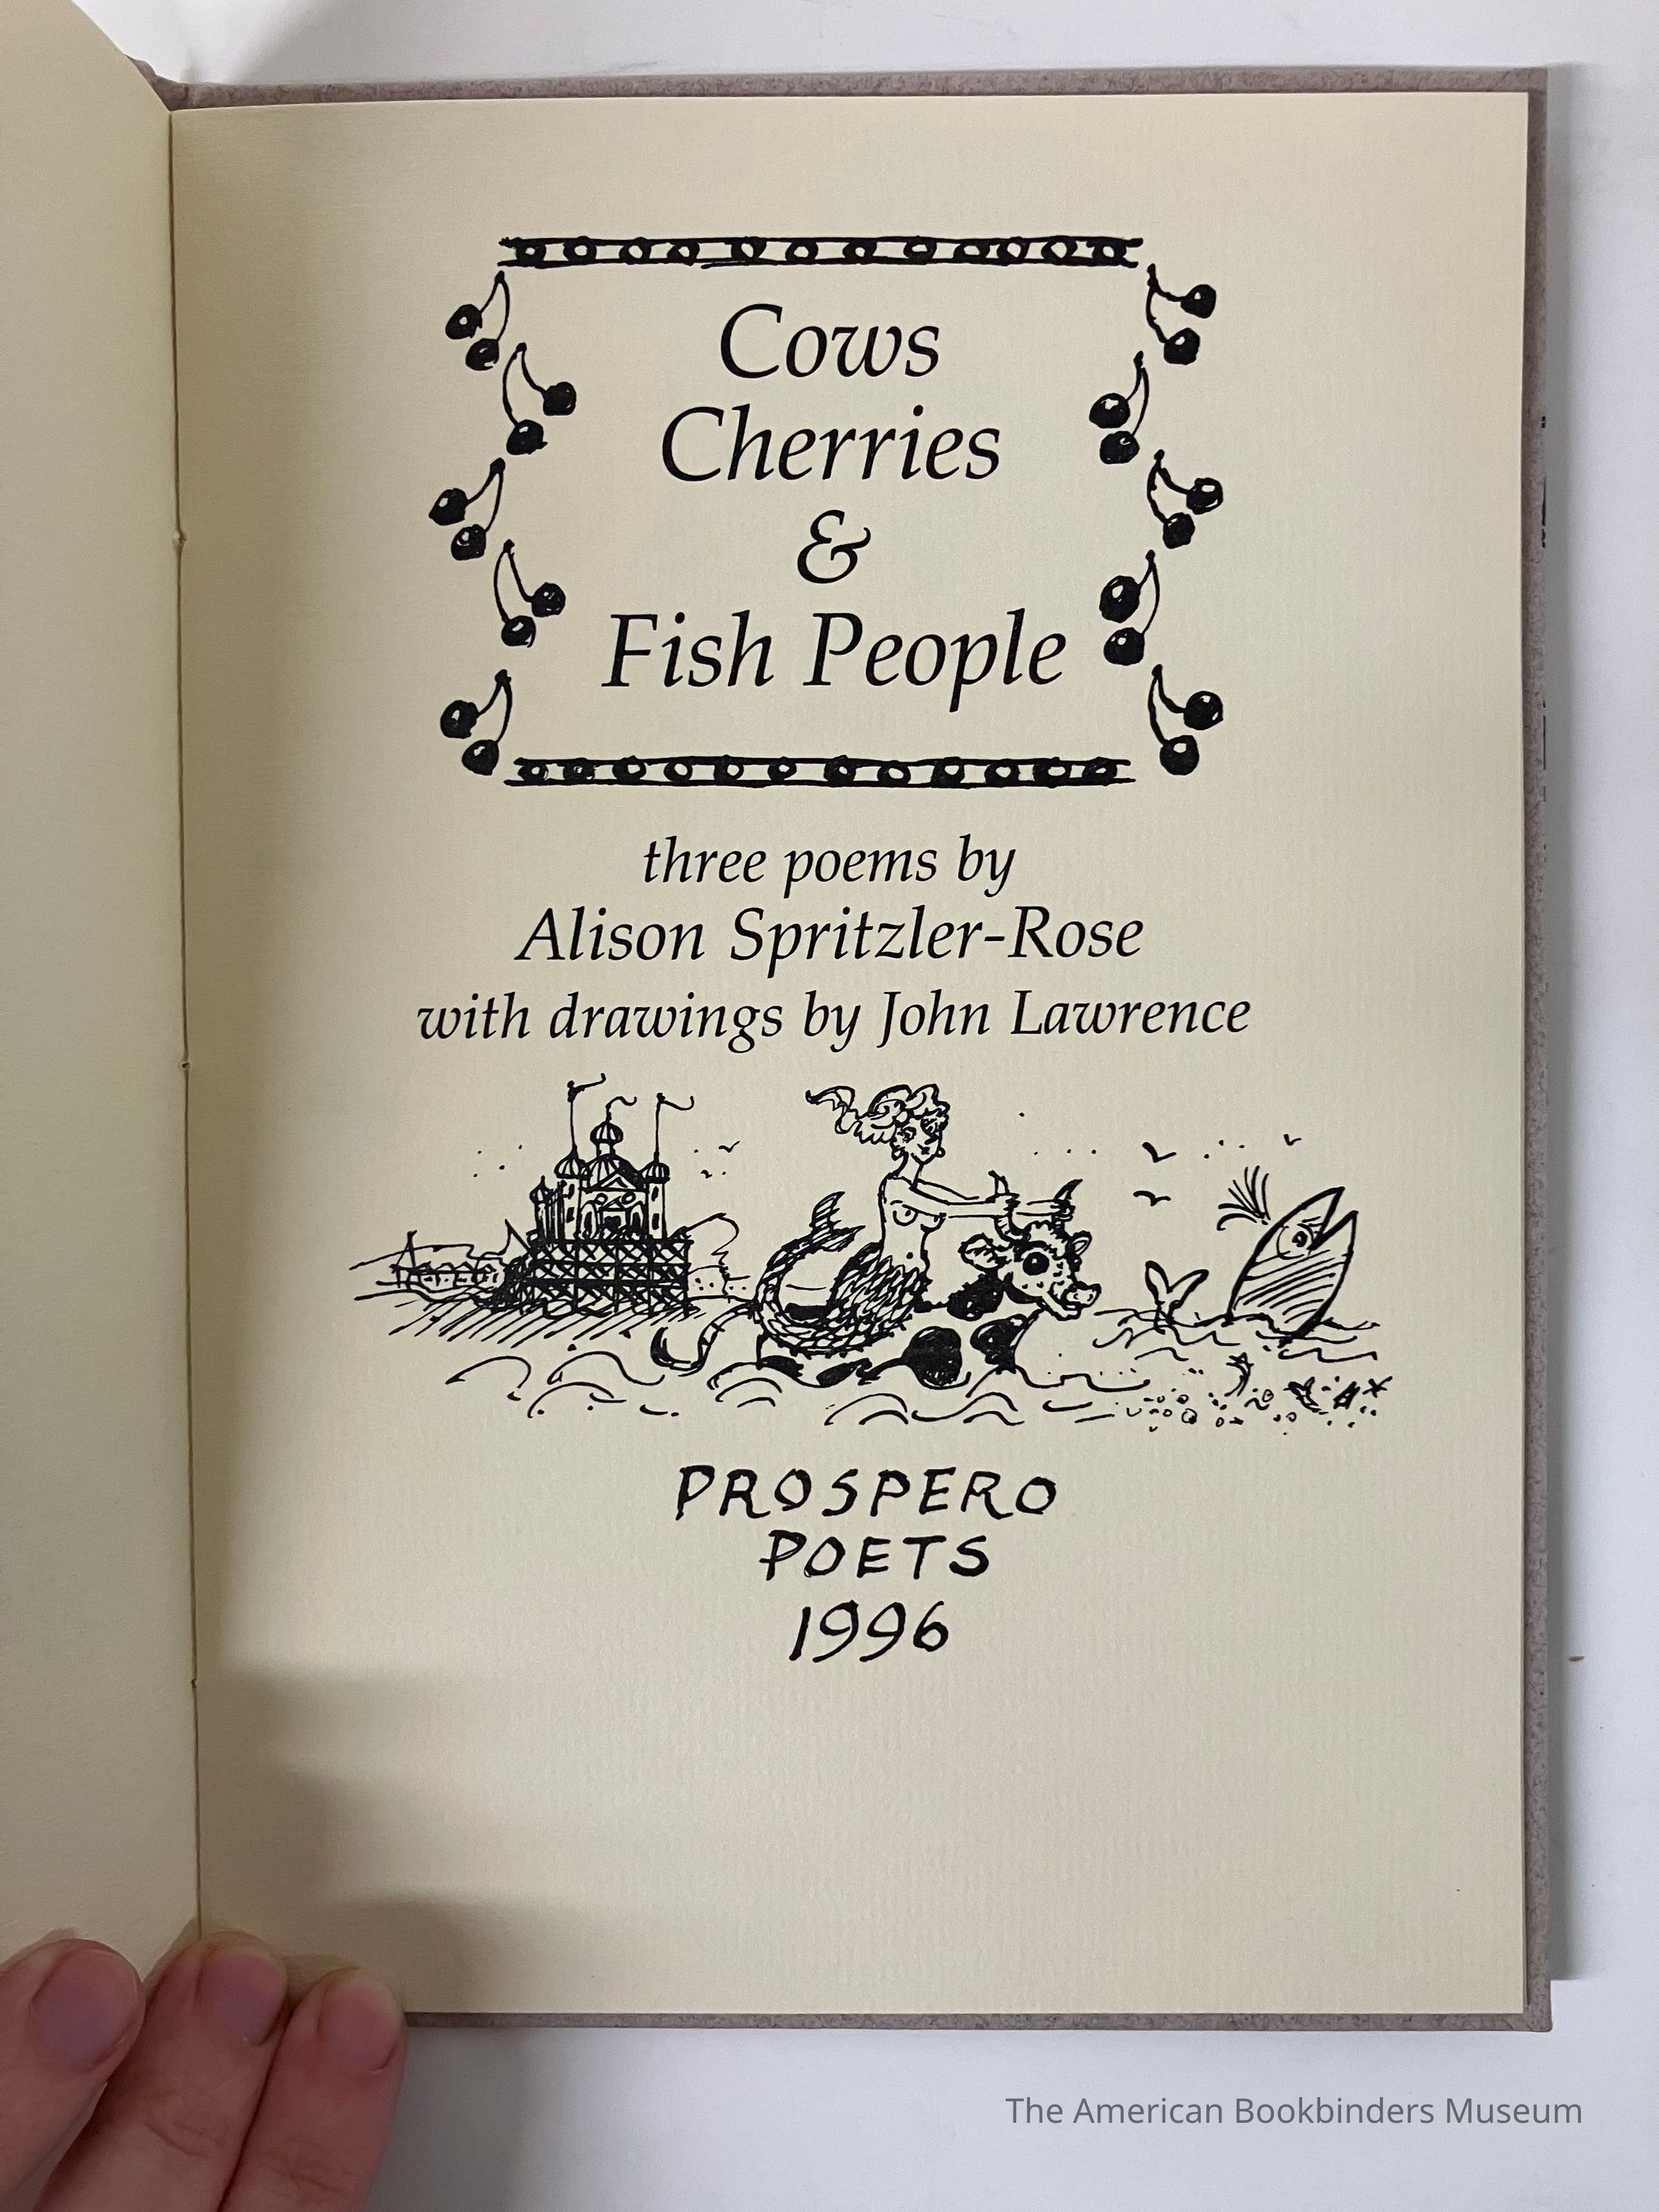 Cows
Cherries
&
Fish People
three poems by
Alison Spritzler-Rose
with drawings by John Lawrence
PROSPERO
POETS
1996
The American Bookbinders Museum